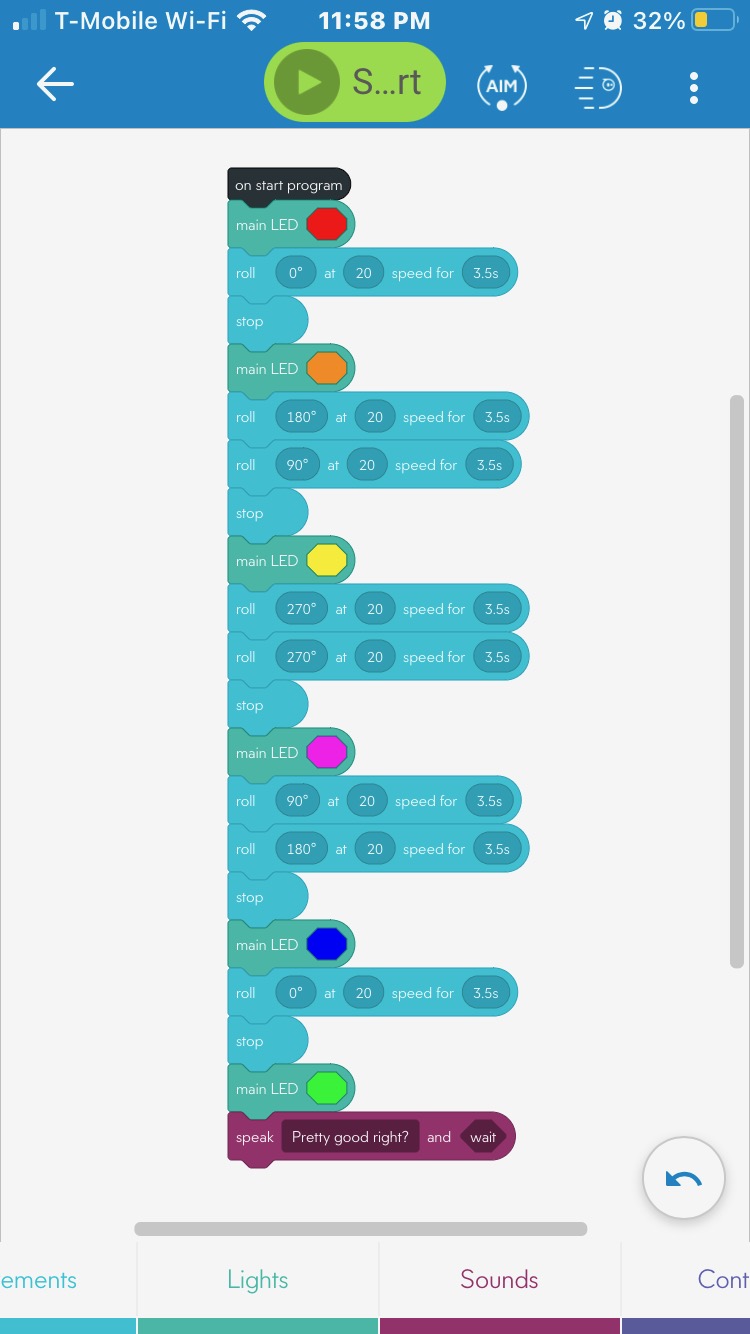 T-Mobile Wi-Fi 11:58 PM 32%
S...rt AIM
on start program
main LED
roll 0° at 20 speed for 3.5s
stop
main LED
roll 180° at 20 speed for 3.5s
roll 90° at 20 speed for 3.5s
stop
main LED
roll 270° at 20 speed for 3.5s
roll 270° at 20 speed for 3.5s
stop
main LED
roll 90° at 20 speed for 3.5s
roll 180° at 20 speed for 3.5s
stop
main LED
roll 0° at 20 speed for 3.5s
stop
main LED
speak Pretty good right? and wait
ements Lights Sounds Cont